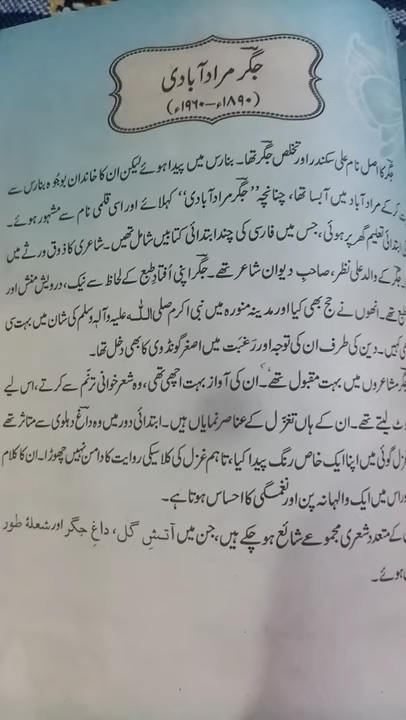 جگر مراد آبادی
(۱۸۹۰ء—۱۹۶۰ء)
جگر کا اصل نام علی سکندر اور تخلص جگر تھا۔ بنارس میں پیدا ہوئے لیکن ان کا خاندان بوجوہ بنارس سے
کرکے مراد آباد میں آبسا تھا، چنانچہ ”جگر مراد آبادی“ کہلائے اور اسی قلمی نام سے مشہور ہوئے۔
ابتدائی تعلیم گھر پر ہوئی، جس میں فارسی کی چند ابتدائی کتابیں شامل تھیں۔ شاعری کا ذوق ورثے میں
جگر کے والد علی نظر، صاحبِ دیوان شاعر تھے۔ جگر اپنی اُفتادِ طبع کے لحاظ سے نیک، درویش منش اور
تھے۔ انھوں نے حج بھی کیا اور مدینہ منورہ میں نبی اکرم صلی اللہ علیہ وآلہ وسلم کی شان میں بہت سی
کہیں۔ دین کی طرف ان کی توجہ اور رغبت میں اصغر گونڈوی کا بھی دخل تھا۔
جگر مشاعروں میں بہت مقبول تھے۔ ان کی آواز بہت اچھی تھی، وہ شعر خوانی ترنّم سے کرتے، اس لیے
لُوٹ لیتے تھے۔ ان کے ہاں تغزل کے عناصر نمایاں ہیں۔ ابتدائی دور میں وہ داغ دہلوی سے متاثر تھے
غزل گوئی میں اپنا ایک خاص رنگ پیدا کیا، تاہم غزل کی کلاسیکی روایت کا دامن نہیں چھوڑا۔ ان کا کلام
اور اس میں ایک والہانہ پن اور نغمگی کا احساس ہوتا ہے۔
کے متعدد شعری مجموعے شائع ہو چکے ہیں، جن میں آتشِ گل، داغِ جگر اور شعلۂ طور
ہوئے۔